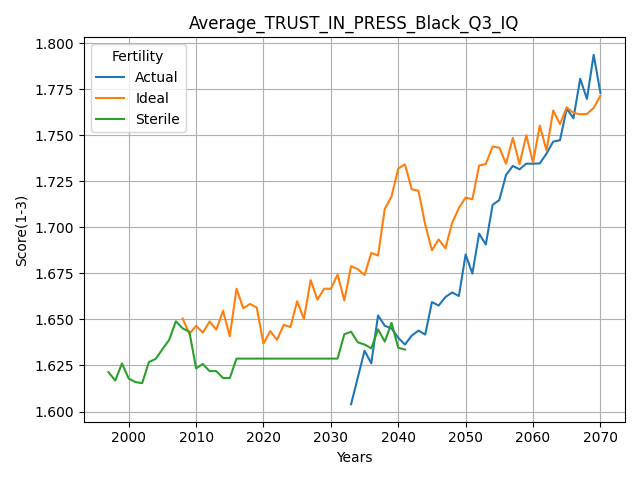 Average_TRUST_IN_PRESS_Black_Q3_IQ
Fertility
Actual
Ideal
Sterile
Score(1-3)
1.800
1.775
1.750
1.725
1.700
1.675
1.650
1.625
1.600
2000 2010 2020 2030 2040 2050 2060 2070
Years